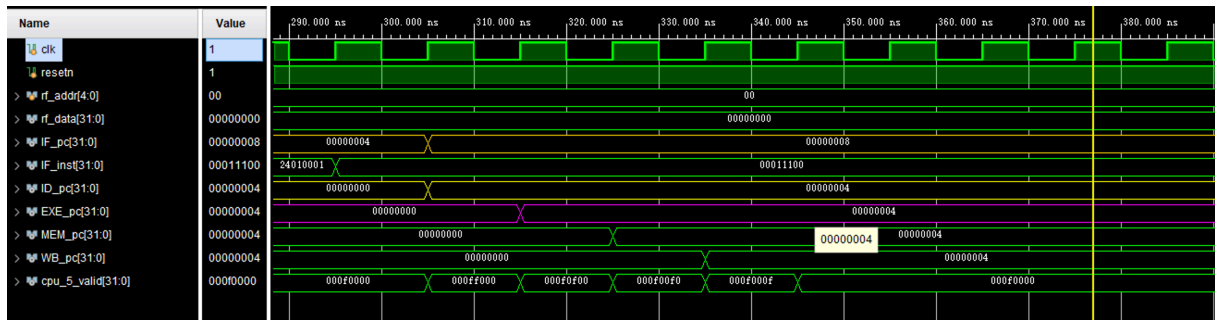 Name Value 290.000 ns 300.000 ns 310.000 ns 320.000 ns 330.000 ns 340.000 ns 350.000 ns 360.000 ns 370.000 ns 380.000 ns
clk 1
resetn 1
rf_addr[4:0] 00 00
rf_data[31:0] 00000000 00000000
IF_pc[31:0] 00000008 00000004 00000008
IF_inst[31:0] 00011100 24010001 00011100
ID_pc[31:0] 00000004 00000000 00000004
EXE_pc[31:0] 00000004 00000000 00000004
MEM_pc[31:0] 00000004 00000000 00000004 00000004
WB_pc[31:0] 00000004 00000000 00000004
cpu_5_valid[31:0] 000f0000 000f0000 000ff000 000f0f00 000f00f0 000f000f 000f0000